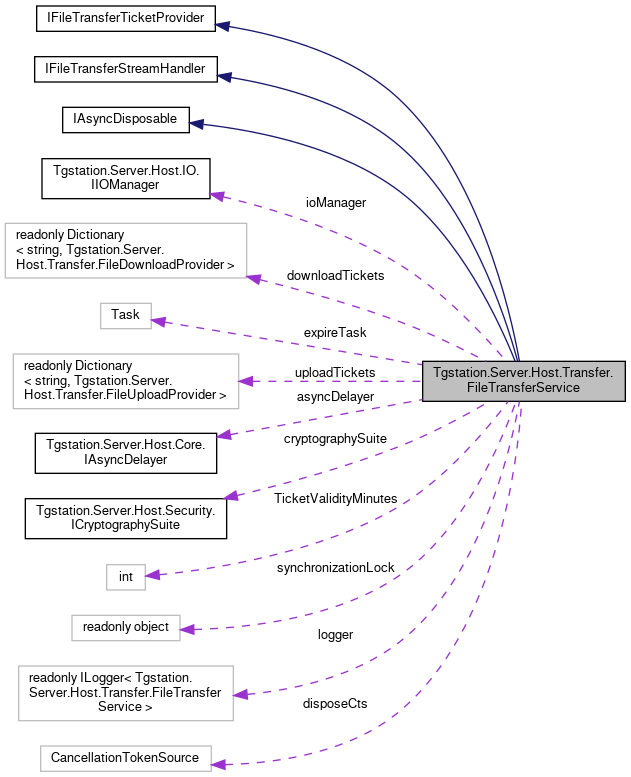 IFileTransferTicketProvider
IFileTransferStreamHandler
IAsyncDisposable
Tgstation.Server.Host.IO.
IIOManager
ioManager
readonly Dictionary
< string, Tgstation.Server.
Host.Transfer.FileDownloadProvider >
downloadTickets
Task
expireTask
readonly Dictionary
< string, Tgstation.Server.
Host.Transfer.FileUploadProvider >
uploadTickets
Tgstation.Server.Host.Transfer.
FileTransferService
asyncDelayer
Tgstation.Server.Host.Core.
IAsyncDelayer
cryptographySuite
Tgstation.Server.Host.Security.
ICryptographySuite
TicketValidityMinutes
int
synchronizationLock
readonly object
logger
readonly ILogger< Tgstation.
Server.Host.Transfer.FileTransfer
Service >
disposeCts
CancellationTokenSource